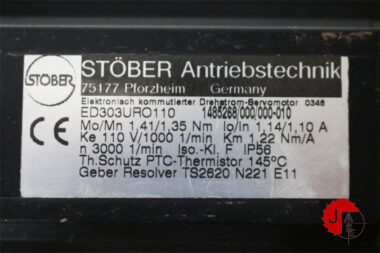 STÖBER
STÖBER Antriebstechnik
75177 Pforzheim Germany
Elektronisch kommutierter Drehstrom-Servomotor 0348
ED303URO110 1485268/000/000-010
Mo/Mn 1,41/1,35 Nm Io/In 1,14/1,10 A
Ke 110 V/1000 1/min Km 1,22 Nm/A
n 3000 1/min Iso.-Kl. F IP56
Th.Schutz PTC-Thermistor 145°C
Geber Resolver TS2620 N221 E11
CE